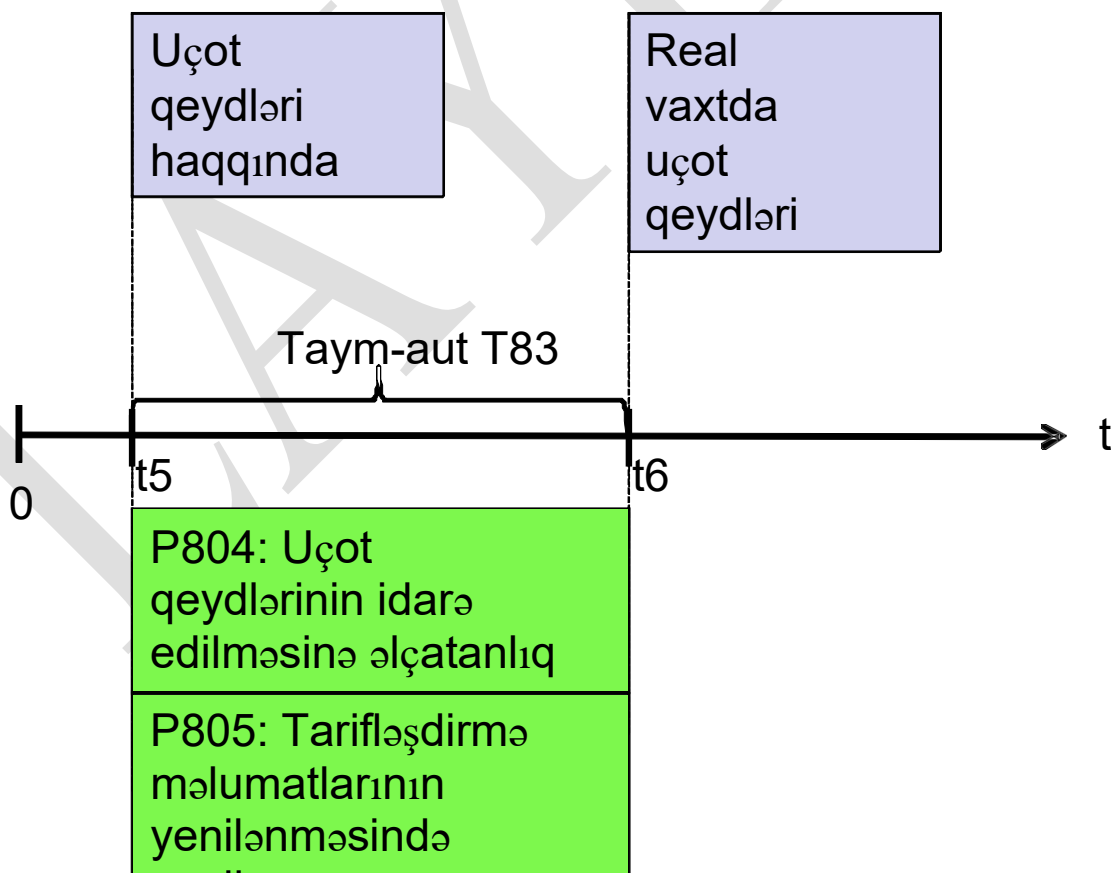 Uçot
qeydləri
haqqında
Real
vaxtda
uçot
qeydləri
Taym-aut T83
t
0
t5
t6
P804: Uçot
qeydlərinin idarə
edilməsinə əlçatanlıq
P805: Tarifləşdirmə
məlumatlarının
yenilənməsində